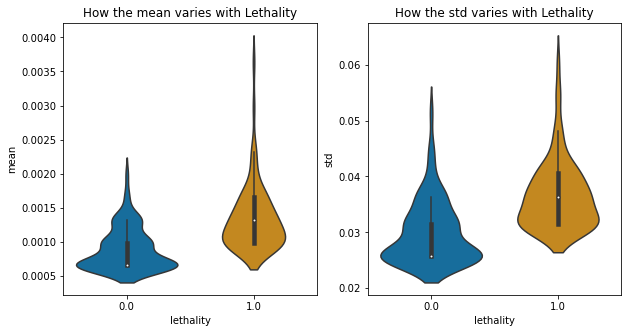 How the mean varies with Lethality
mean
0.0040
0.0035
0.0030
0.0025
0.0020
0.0015
0.0010
0.0005
0.0
1.0
lethality
How the std varies with Lethality
std
0.06
0.05
0.04
0.03
0.02
0.0
1.0
lethality